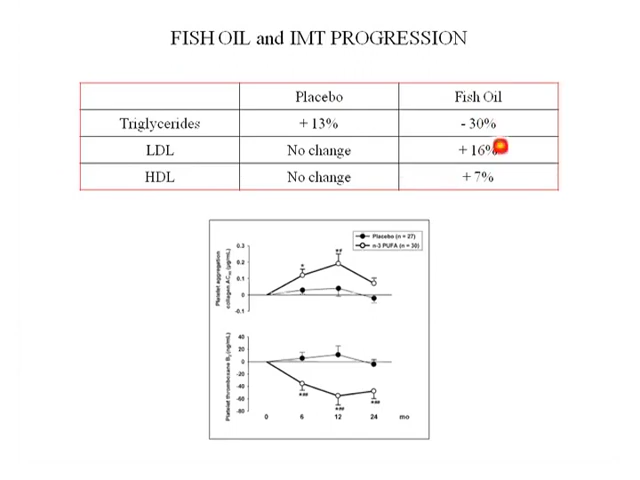 FISH OIL and IMT PROGRESSION
Placebo Fish Oil
Triglycerides + 13% - 30%
LDL No change + 16%
HDL No change + 7%
Placebo (n = 27)
n-3 PUFA (n = 30)
Platelet aggregation
collagen AC₅₀ (µg/mL)
0.3
0.2
0.1
0
-0.1
*
*#
Platelet thromboxane B₂(ng/mL)
40
20
0
-20
-40
-60
-80
*##
*##
*##
0 6 12 24 mo